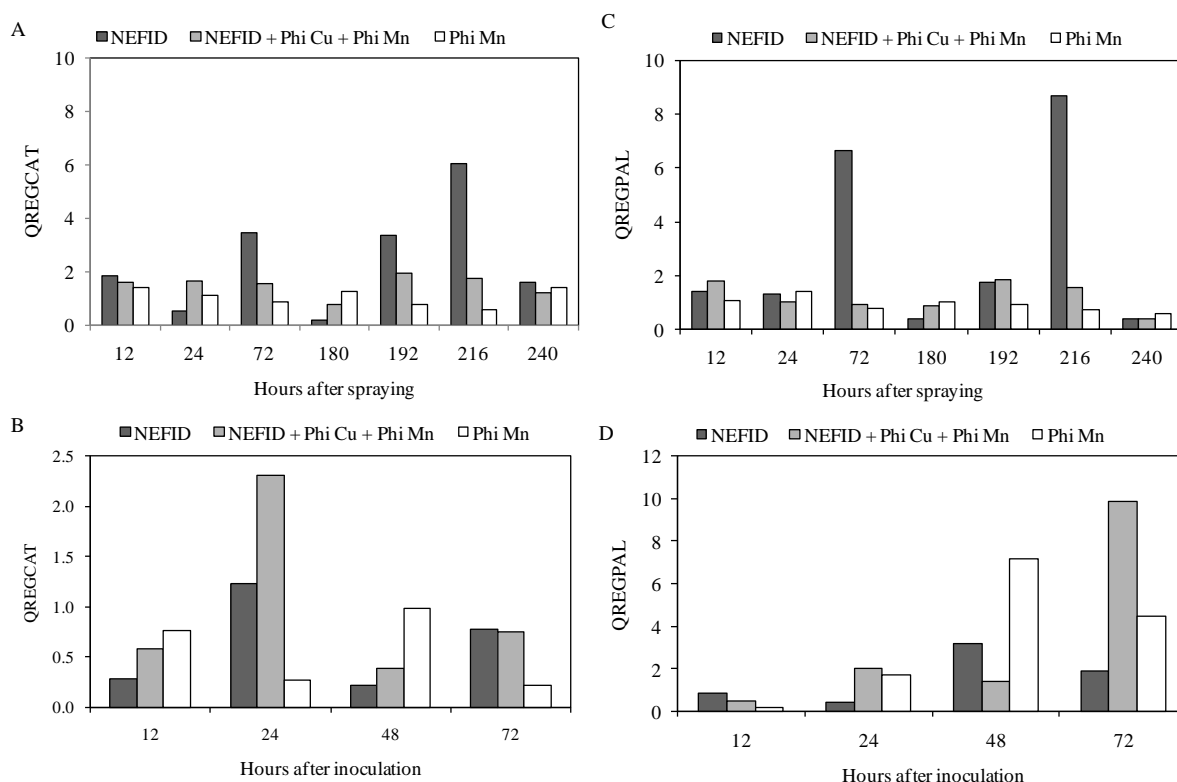 A
NEFID NEFID + Phi Cu + Phi Mn Phi Mn
10
8
6
4
2
0
QREGCAT
12 24 72 180 192 216 240
Hours after spraying
C
NEFID NEFID + Phi Cu + Phi Mn Phi Mn
10
8
6
4
2
0
QREGPAL
12 24 72 180 192 216 240
Hours after spraying
B
NEFID NEFID + Phi Cu + Phi Mn Phi Mn
2.5
2.0
1.5
1.0
0.5
0.0
QREGCAT
12 24 48 72
Hours after inoculation
D
NEFID NEFID + Phi Cu + Phi Mn Phi Mn
12
10
8
6
4
2
0
QREGPAL
12 24 48 72
Hours after inoculation